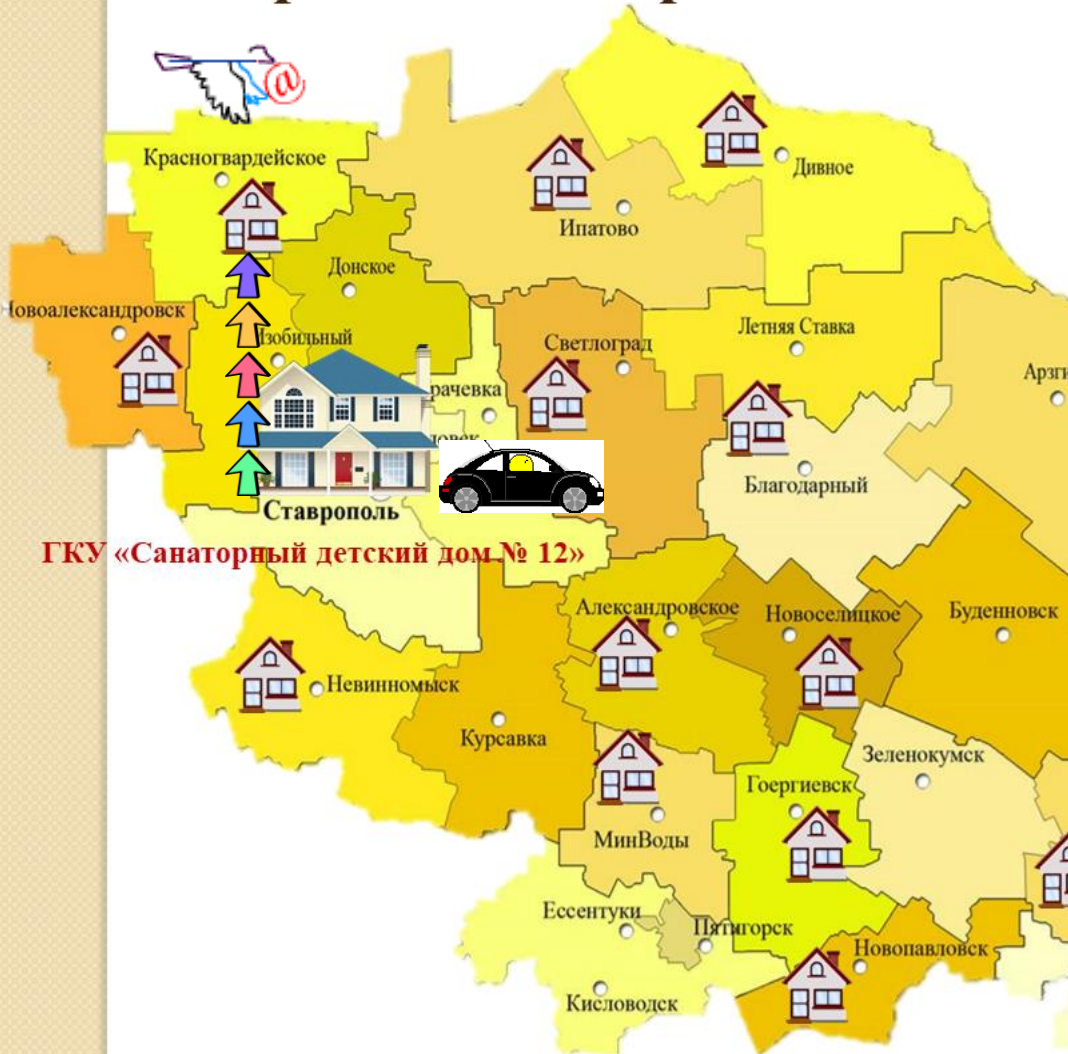 @
Красногвардейское
Дивное
Ипатово
Донское
Новоалександровск
Изобильный
Летняя Ставка
Светлоград
Благодарный
Ставрополь
ГКУ «Санаторный детский дом № 12»
Александровское
Новоселицкое
Буденновск
Невинномыск
Курсавка
Зеленокумск
Гоергиевск
МинВоды
Ессентуки
Пятигорск
Новопавловск
Кисловодск